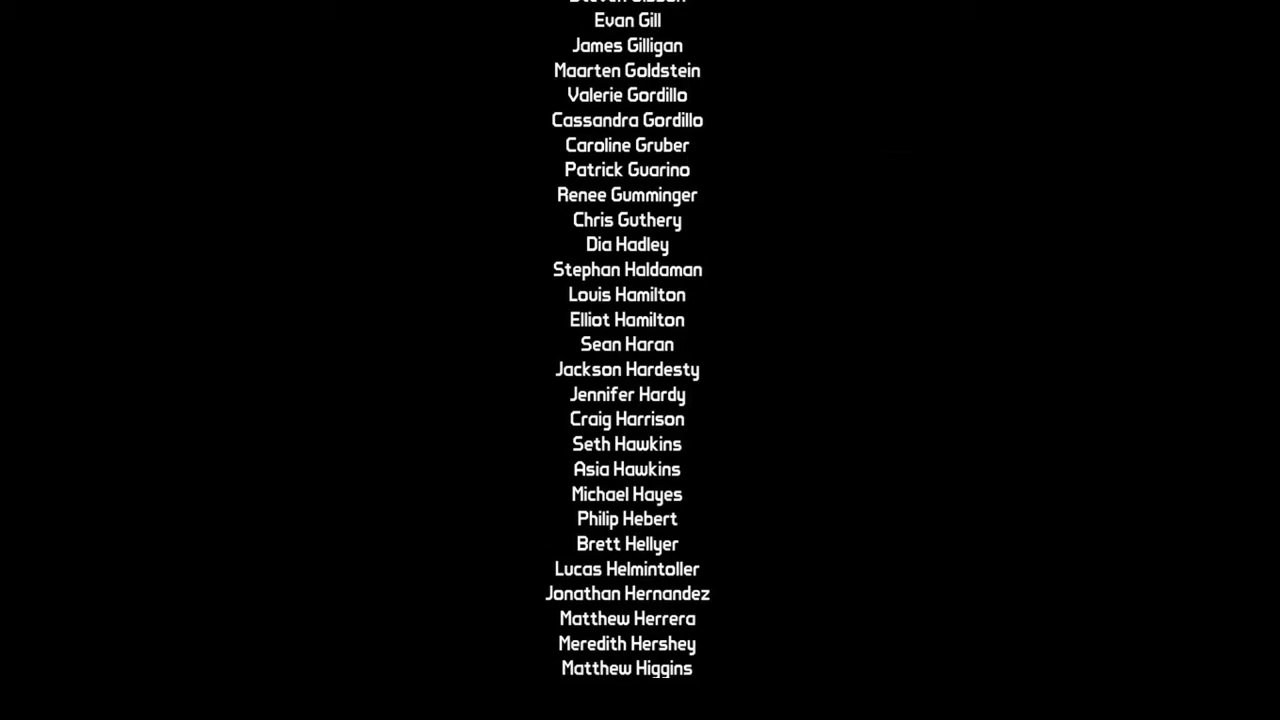 Evan Gill
James Gilligan
Maarten Goldstein
Valerie Gordillo
Cassandra Gordillo
Caroline Gruber
Patrick Guarino
Renee Gumminger
Chris Guthery
Dia Hadley
Stephan Haldaman
Louis Hamilton
Elliot Hamilton
Sean Haran
Jackson Hardesty
Jennifer Hardy
Craig Harrison
Seth Hawkins
Asia Hawkins
Michael Hayes
Philip Hebert
Brett Hellyer
Lucas Helmintoller
Jonathan Hernandez
Matthew Herrera
Meredith Hershey
Matthew Higgins